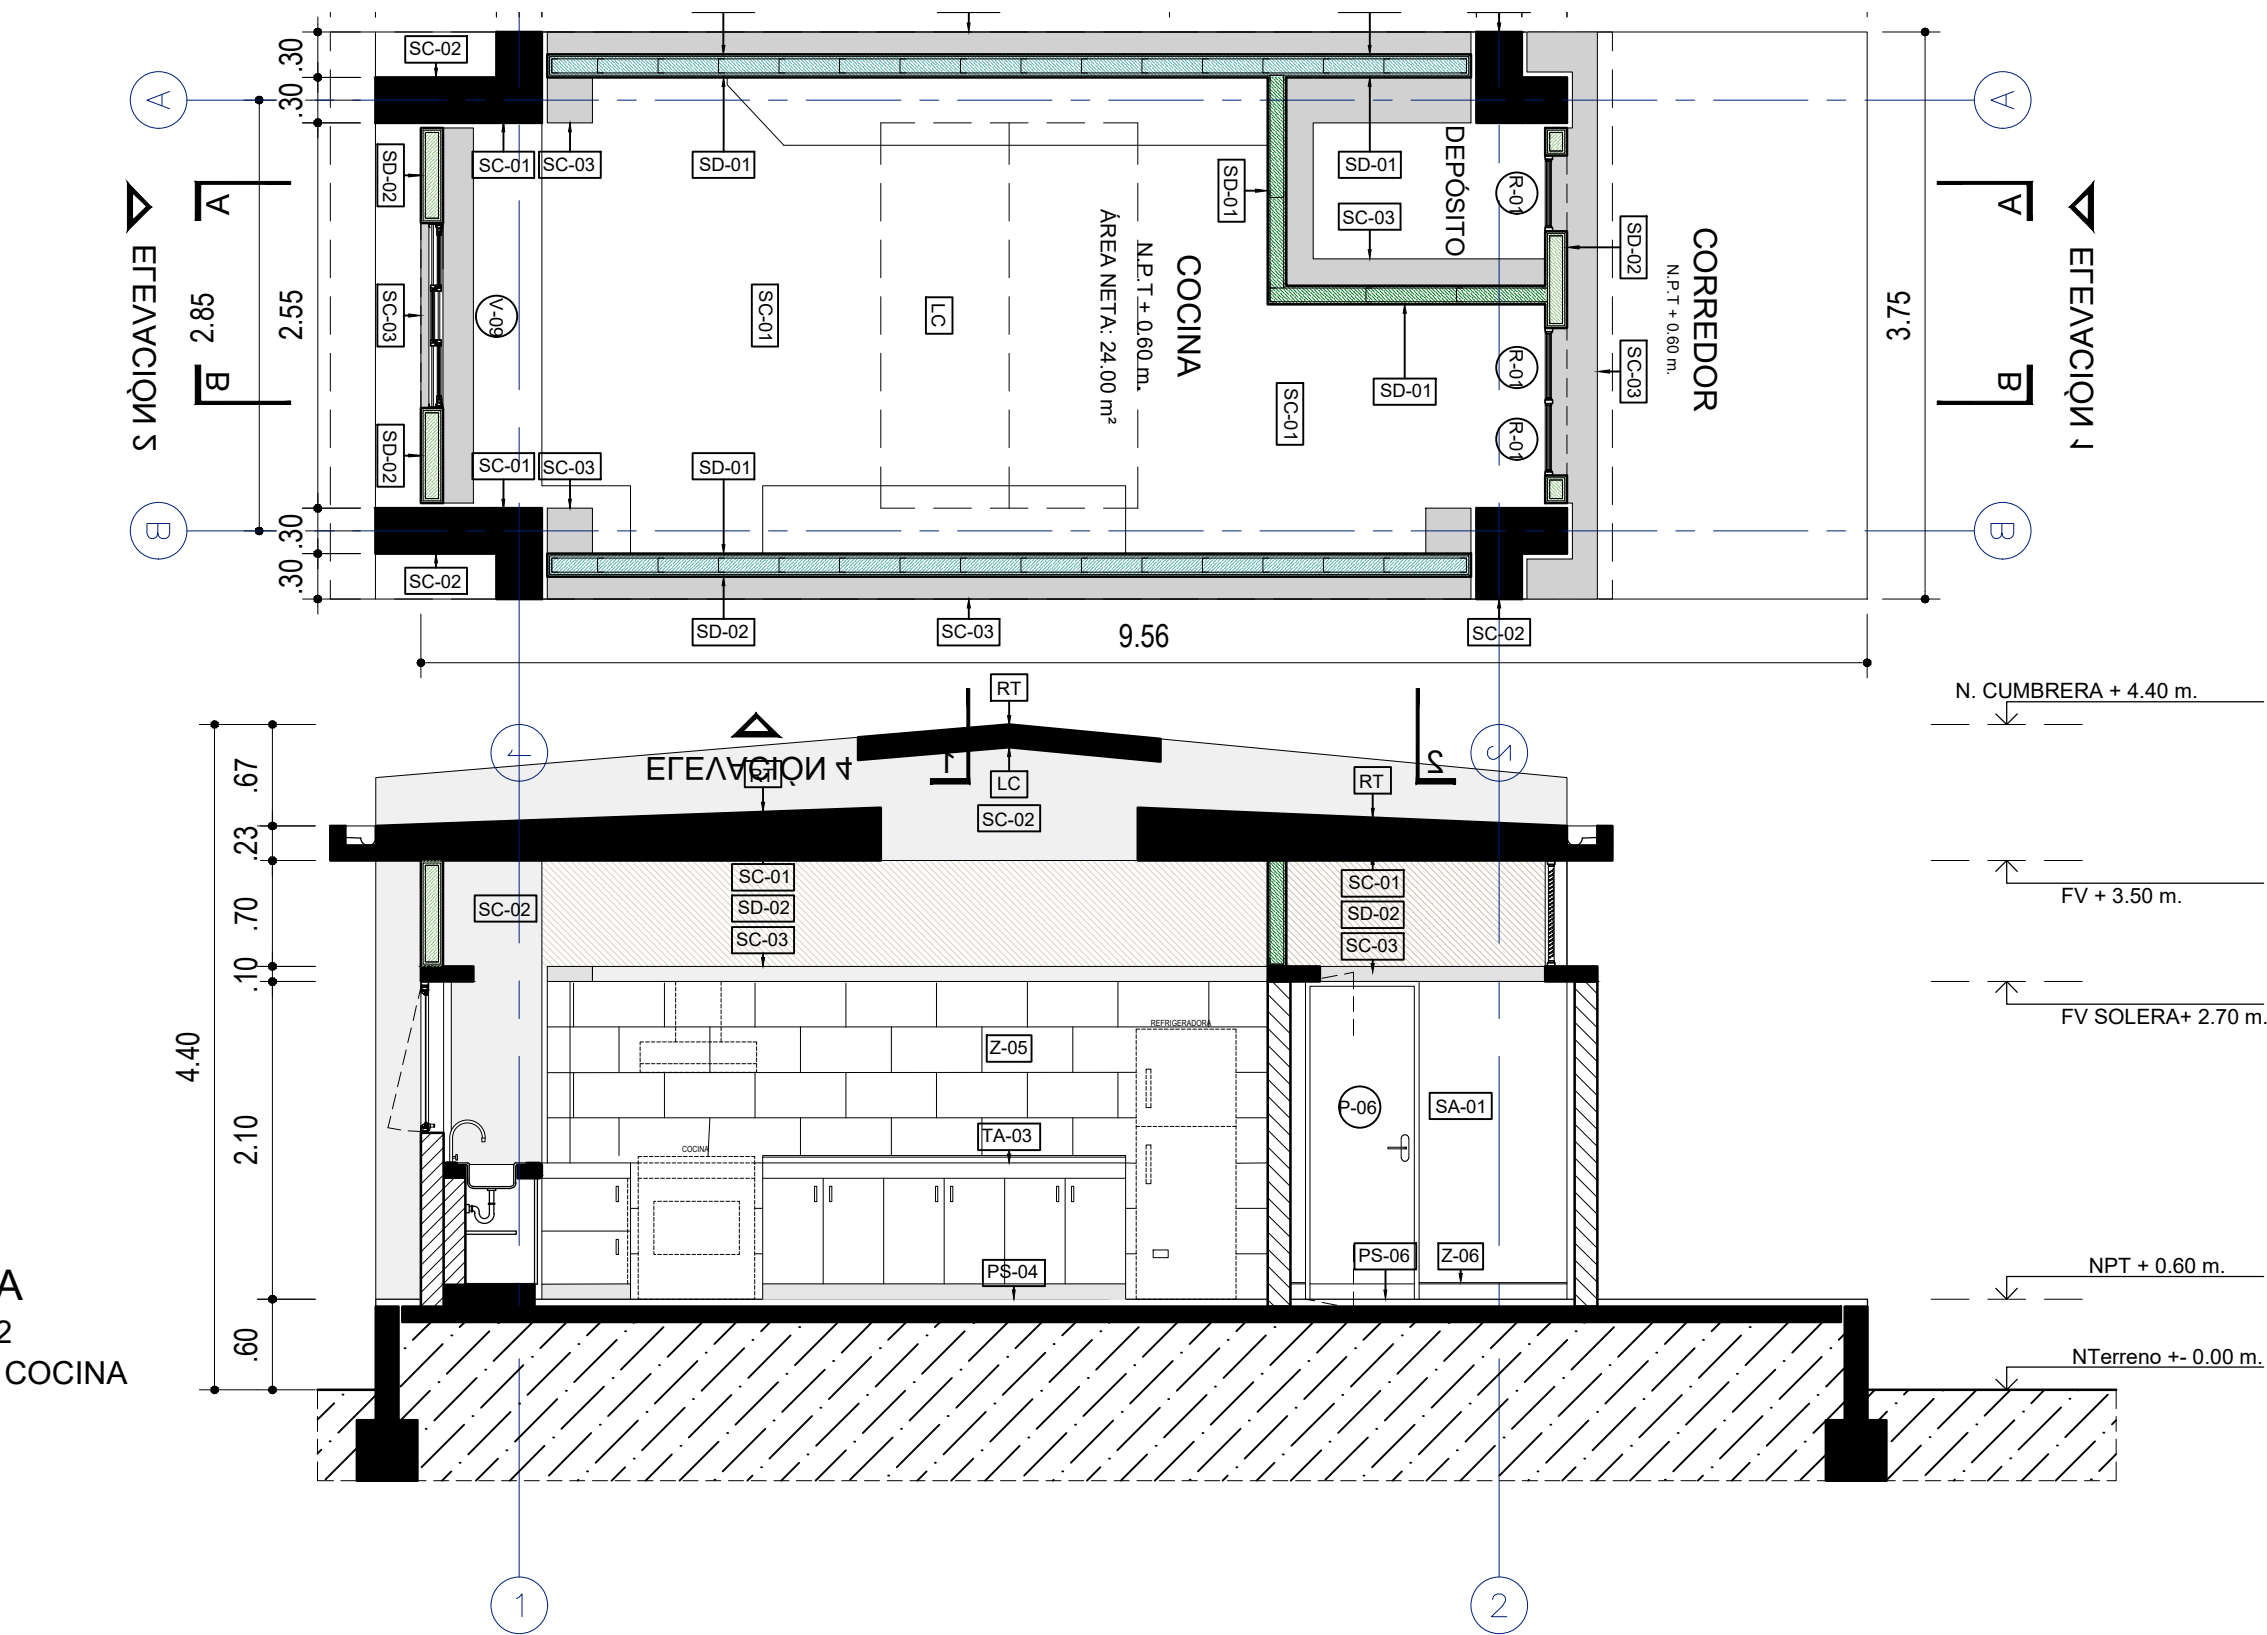 .30
.30
SC-02
A
A
SD-02
SC-01
SC-03
SD-01
SD-01
SD-01
DEPÓSITO
R-01
SC-03
SD-02
CORREDOR
N.P.T + 0.60 m.
A
A
ELEVACIÓN 2
ELEVACIÓN 1
2.85
2.55
SC-03
V-09
SC-01
LC
ÁREA NETA: 24.00 m²
N.P.T + 0.60 m.
COCINA
3.75
R-01
SC-03
B
B
SD-01
SC-01
R-01
SD-02
SC-01
SC-03
SD-01
B
B
.30
.30
SC-02
SD-02
SC-03
9.56
SC-02
RT
N. CUMBRERA + 4.40 m.
1
ELEVACIÓN 4
RT
1
LC
RT
2
2
.67
SC-02
.23
SC-01
SC-01
SD-02
SD-02
SC-03
SC-03
SC-02
.70
FV + 3.50 m.
.10
FV SOLERA+ 2.70 m.
4.40
REFRIGERADORA
Z-05
P-06
SA-01
2.10
COCINA
TA-03
PS-04
PS-06
Z-06
NPT + 0.60 m.
A
2
COCINA
.60
NTerreno +- 0.00 m.
1
2